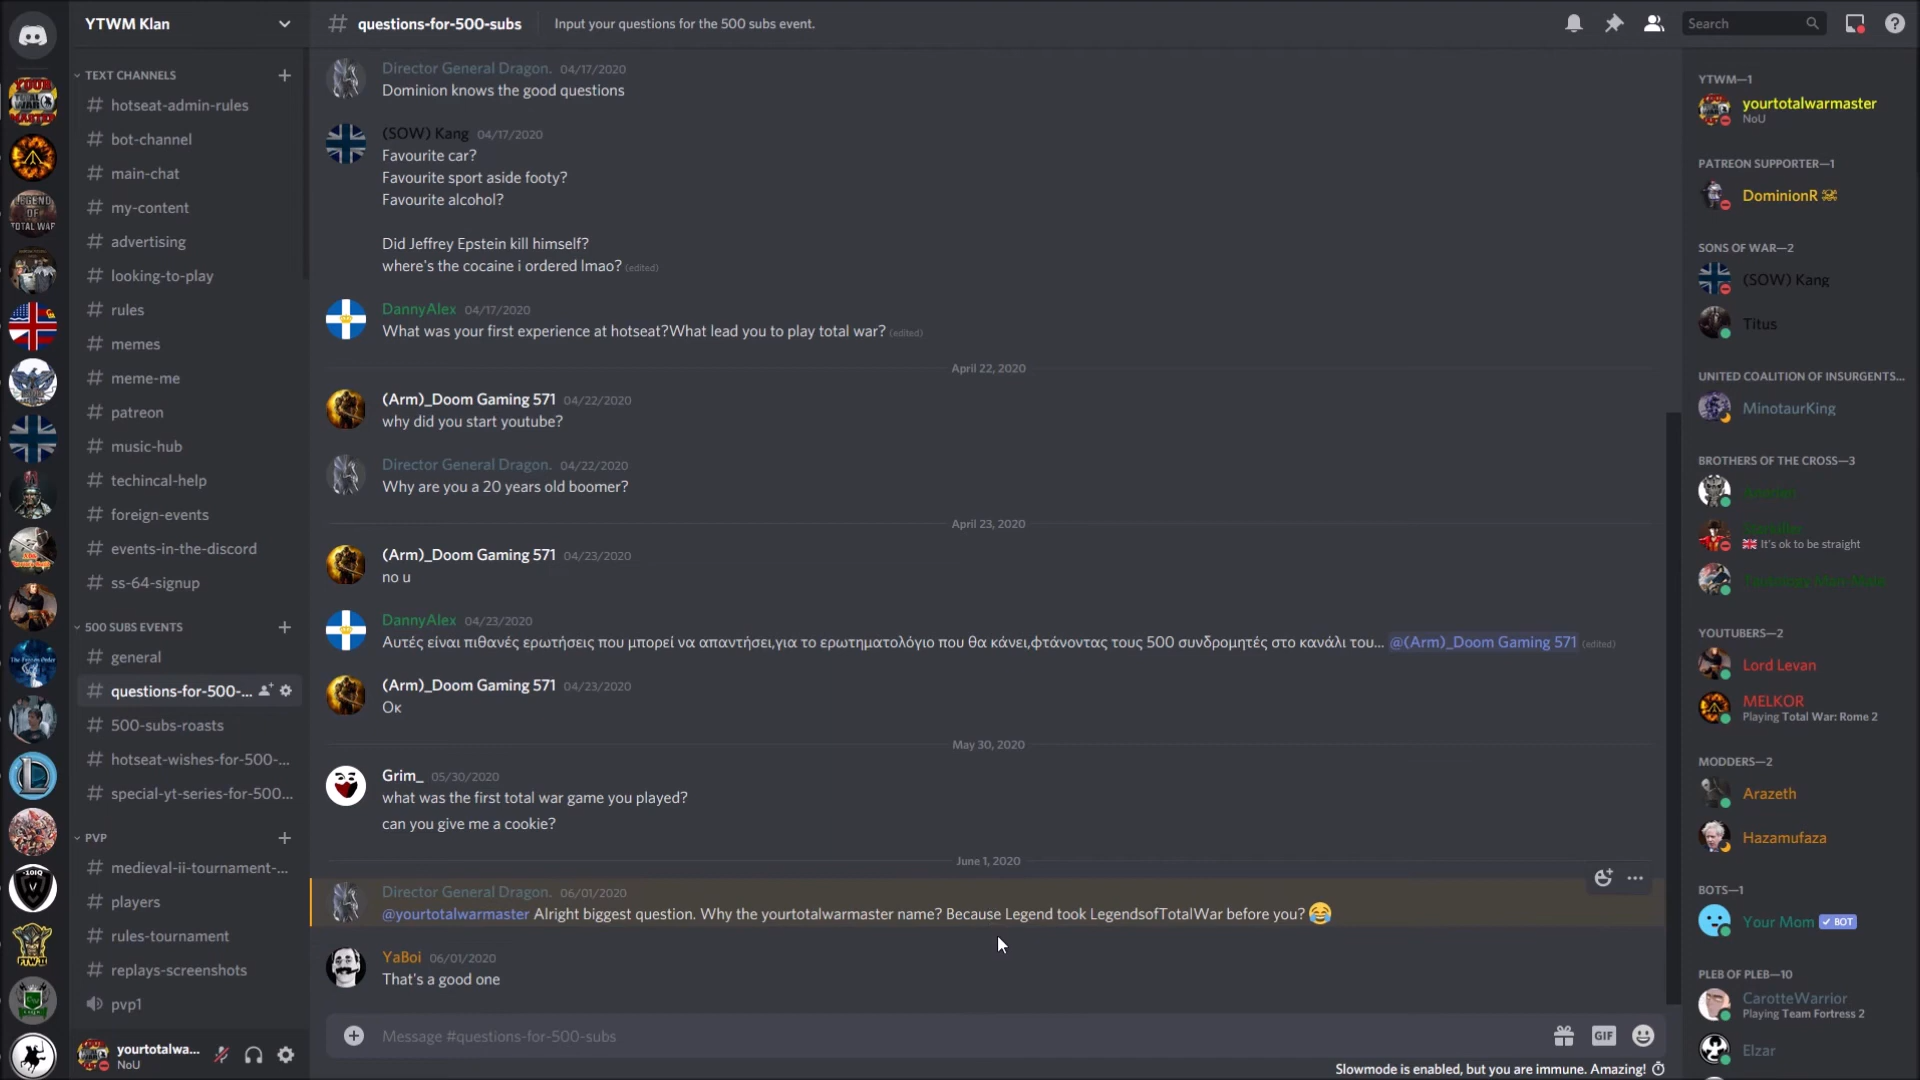 YTWM Klan
TEXT CHANNELS
hotseat-admin-rules
bot-channel
main-chat
my-content
advertising
looking-to-play
rules
memes
meme-me
patreon
music-hub
techincal-help
foreign-events
events-in-the-discord
ss-64-signup
500 SUBS EVENTS
general
questions-for-500-...
500-subs-roasts
hotseat-wishes-for-500-...
special-yt-series-for-500...
PVP
medieval-ii-tournament-...
players
rules-tournament
replays-screenshots
pvp1
yourtotalwa...
NoU
# questions-for-500-subs Input your questions for the 500 subs event.
Search
Director General Dragon. 04/17/2020
Dominion knows the good questions
(SOW) Kang 04/17/2020
Favourite car?
Favourite sport aside footy?
Favourite alcohol?
Did Jeffrey Epstein kill himself?
where's the cocaine i ordered lmao? (edited)
DannyAlex 04/17/2020
What was your first experience at hotseat?What lead you to play total war? (edited)
April 22, 2020
(Arm)_Doom Gaming 571 04/22/2020
why did you start youtube?
Director General Dragon. 04/22/2020
Why are you a 20 years old boomer?
April 23, 2020
(Arm)_Doom Gaming 571 04/23/2020
no u
DannyAlex 04/23/2020
Αυτές είναι πιθανές ερωτήσεις που μπορεί να απαντήσει,για το ερωτηματολόγιο που θα κάνει,φτάνοντας τους 500 συνδρομητές στο κανάλι του... @(Arm)_Doom Gaming 571 (edited)
(Arm)_Doom Gaming 571 04/23/2020
Οκ
May 30, 2020
Grim_ 05/30/2020
what was the first total war game you played?
can you give me a cookie?
June 1, 2020
Director General Dragon. 06/01/2020
@yourtotalwarmaster Alright biggest question. Why the yourtotalwarmaster name? Because Legend took LegendsofTotalWar before you? 😂
YaBoi 06/01/2020
That's a good one
Message #questions-for-500-subs
GIF
Slowmode is enabled, but you are immune. Amazing!
YTWM—1
yourtotalwarmaster
NoU
PATREON SUPPORTER—1
DominionR
SONS OF WAR—2
(SOW) Kang
Titus
UNITED COALITION OF INSURGENTS...
MinotaurKing
BROTHERS OF THE CROSS—3
It's ok to be straight
YOUTUBERS—2
Lord Levan
MELKOR
Playing Total War: Rome 2
MODDERS—2
Arazeth
Hazamufaza
BOTS—1
Your Mom ✓ BOT
PLEB OF PLEB—10
CarotteWarrior
Playing Team Fortress 2
Elzar